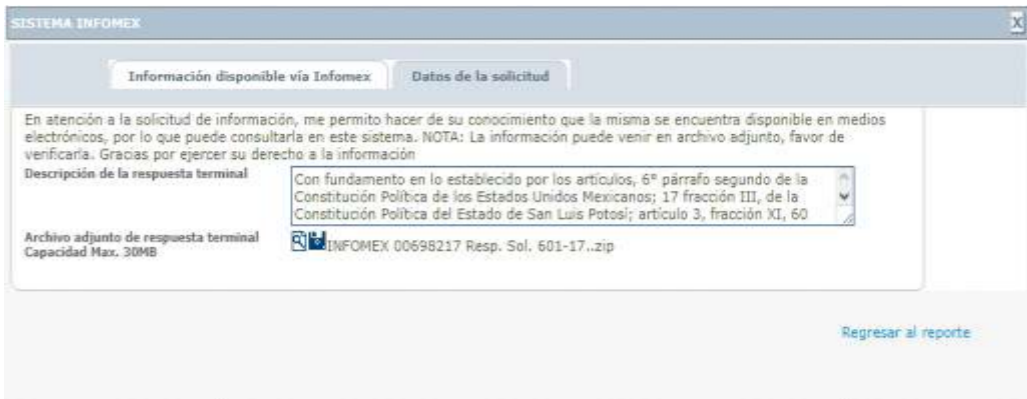 SISTEMA INFOMEX
X
Información disponible vía Infomex
Datos de la solicitud
En atención a la solicitud de información, me permito hacer de su conocimiento que la misma se encuentra disponible en medios
electrónicos, por lo que puede consultarla en este sistema. NOTA: La información puede venir en archivo adjunto, favor de
verificarla. Gracias por ejercer su derecho a la información
Descripción de la respuesta terminal
Con fundamento en lo establecido por los artículos, 6° párrafo segundo de la
Constitución Política de los Estados Unidos Mexicanos; 17 fracción III, de la
Constitución Política del Estado de San Luis Potosí; artículo 3, fracción XI, 60
Archivo adjunto de respuesta terminal
Capacidad Max. 30MB
INFOMEX 00698217 Resp. Sol. 601-17..zip
Regresar al reporte